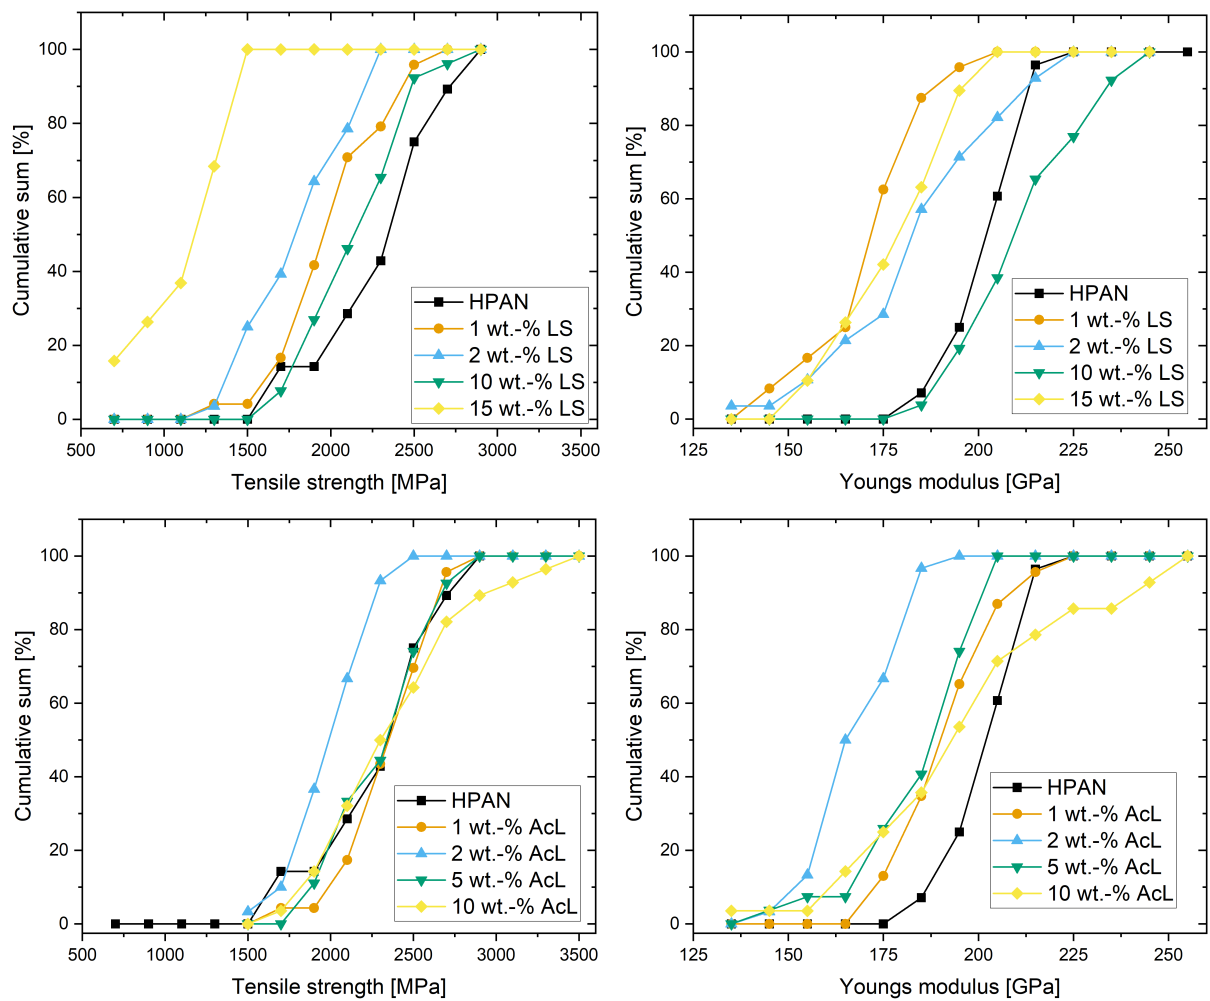 100
80
60
40
20
0
Cumulative sum [%]
HPAN
1 wt.-% LS
2 wt.-% LS
10 wt.-% LS
15 wt.-% LS
500 1000 1500 2000 2500 3000 3500
Tensile strength [MPa]
100
80
60
40
20
0
Cumulative sum [%]
HPAN
1 wt.-% LS
2 wt.-% LS
10 wt.-% LS
15 wt.-% LS
125 150 175 200 225 250
Youngs modulus [GPa]
100
80
60
40
20
0
Cumulative sum [%]
HPAN
1 wt.-% AcL
2 wt.-% AcL
5 wt.-% AcL
10 wt.-% AcL
500 1000 1500 2000 2500 3000 3500
Tensile strength [MPa]
100
80
60
40
20
0
Cumulative sum [%]
HPAN
1 wt.-% AcL
2 wt.-% AcL
5 wt.-% AcL
10 wt.-% AcL
125 150 175 200 225 250
Youngs modulus [GPa]